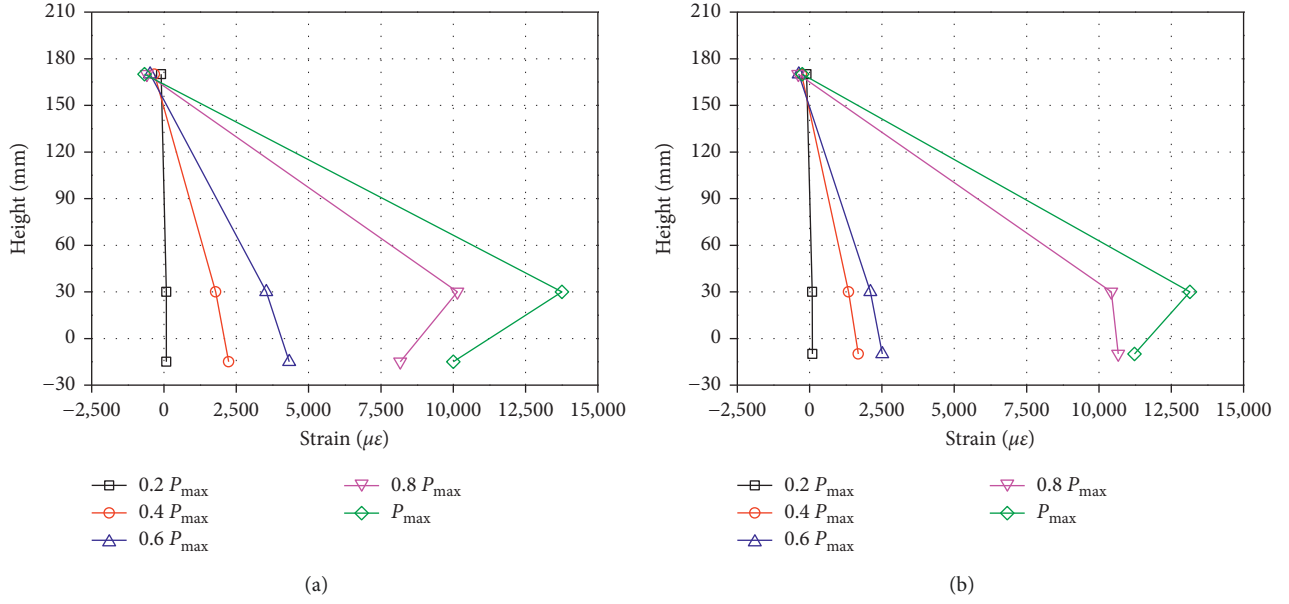 210
180
150
120
90
60
30
0
−30
Height (mm)
−2,500 0 2,500 5,000 7,500 10,000 12,500 15,000
Strain (με)
0.2 Pmax
0.4 Pmax
0.6 Pmax
0.8 Pmax
Pmax
(a)
210
180
150
120
90
60
30
0
−30
Height (mm)
−2,500 0 2,500 5,000 7,500 10,000 12,500 15,000
Strain (με)
0.2 Pmax
0.4 Pmax
0.6 Pmax
0.8 Pmax
Pmax
(b)